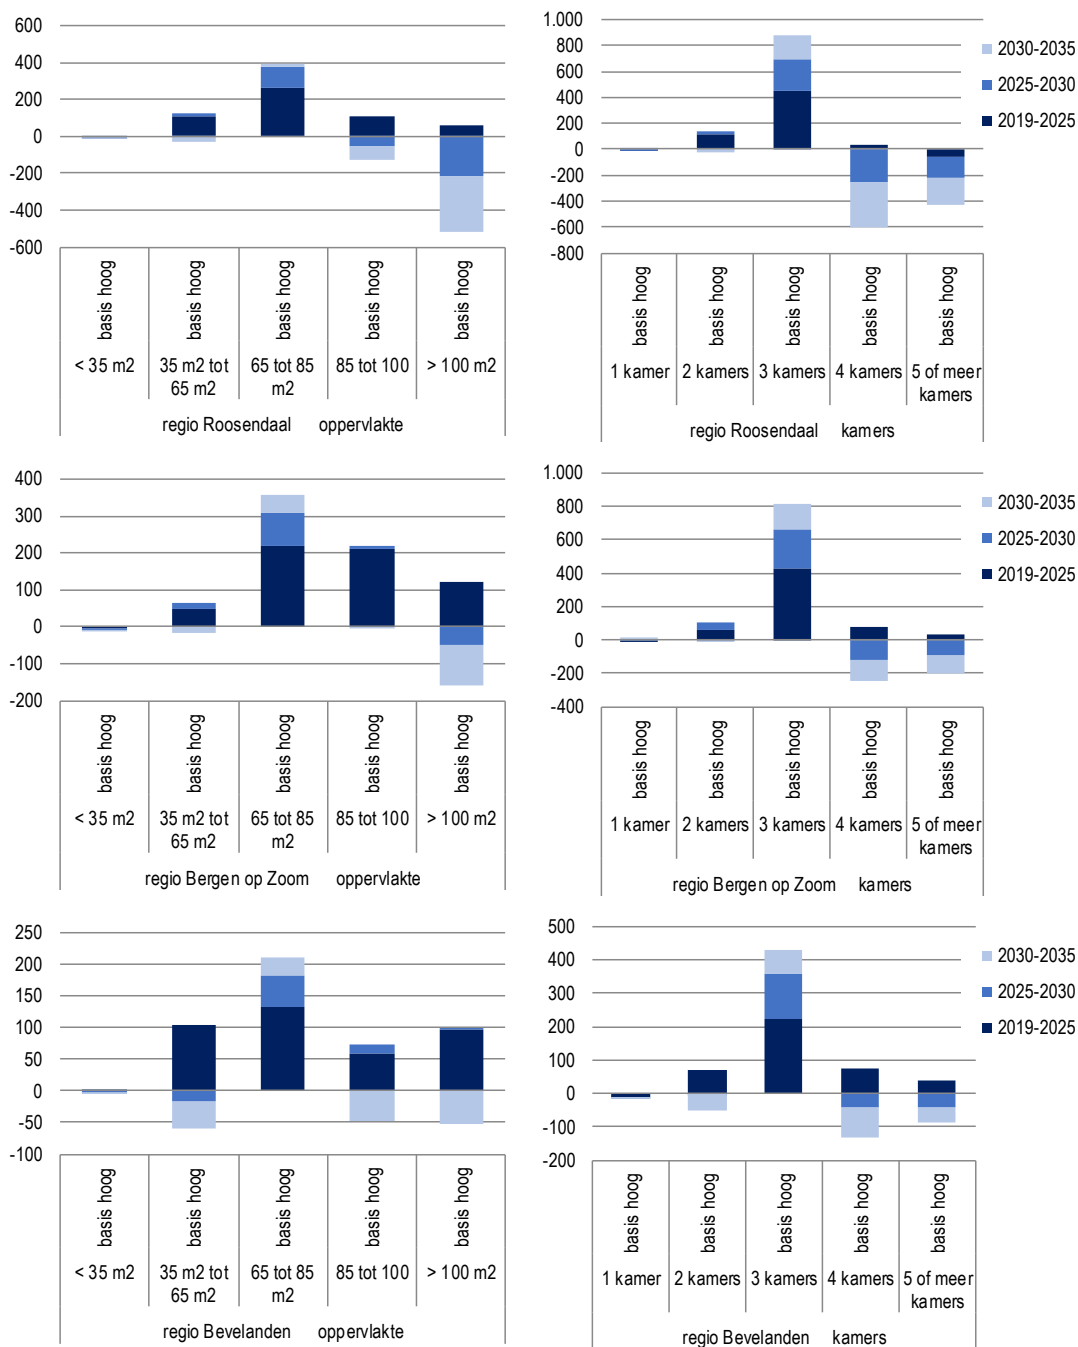 600
400
200
0
-200
-400
-600
basis hoog
basis hoog
basis hoog
basis hoog
basis hoog
< 35 m2
35 m2 tot
65 m2
65 tot 85
m2
85 tot 100
> 100 m2
regio Roosendaal oppervlakte
1.000
800
600
400
200
0
-200
-400
-600
-800
basis hoog
basis hoog
basis hoog
basis hoog
basis hoog
1 kamer
2 kamers
3 kamers
4 kamers
5 of meer
kamers
regio Roosendaal kamers
2030-2035
2025-2030
2019-2025
400
300
200
100
0
-100
-200
basis hoog
basis hoog
basis hoog
basis hoog
basis hoog
< 35 m2
35 m2 tot
65 m2
65 tot 85
m2
85 tot 100
> 100 m2
regio Bergen op Zoom oppervlakte
1.000
800
600
400
200
0
-200
-400
basis hoog
basis hoog
basis hoog
basis hoog
basis hoog
1 kamer
2 kamers
3 kamers
4 kamers
5 of meer
kamers
regio Bergen op Zoom kamers
2030-2035
2025-2030
2019-2025
250
200
150
100
50
0
-50
-100
basis hoog
basis hoog
basis hoog
basis hoog
basis hoog
< 35 m2
35 m2 tot
65 m2
65 tot 85
m2
85 tot 100
> 100 m2
regio Bevelanden oppervlakte
500
400
300
200
100
0
-100
-200
basis hoog
basis hoog
basis hoog
basis hoog
basis hoog
1 kamer
2 kamers
3 kamers
4 kamers
5 of meer
kamers
regio Bevelanden kamers
2030-2035
2025-2030
2019-2025